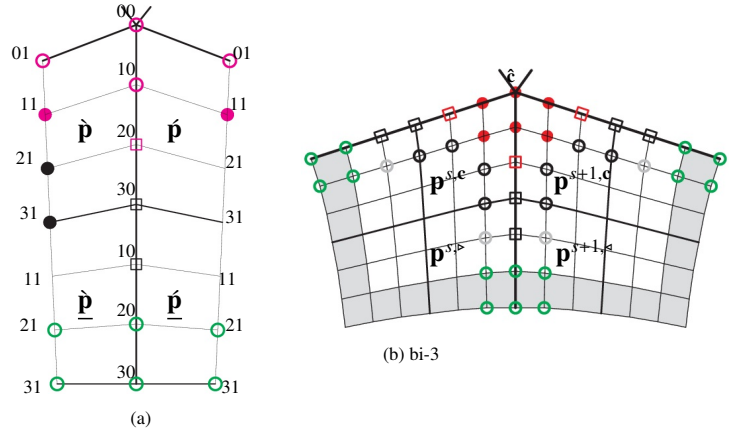 00
01 01
10
11 11
p̀ ṕ
20
21 21
30
31 31
10
11 11
p̀ ṕ
20
21 21
30
31 31
(a)
ĉ
p^{s,c} p^{s+1,c}
p^{s,▹} p^{s+1,◃}
(b) bi-3